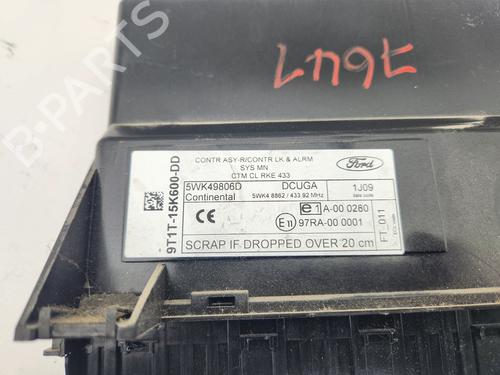 7647
CONTR ASY-R/CONTR LK & ALRM
SYS MN
CTM CL RKE 433
Ford
9T1T-15K600-DD
5WK49806D DCUGA 1J09
Continental 5WK4 8862 / 433.92 MHz date code
CE e1 A-00 0280
E11 97RA-00 0001
FT_011
SCRAP IF DROPPED OVER 20 cm
B-PARTS